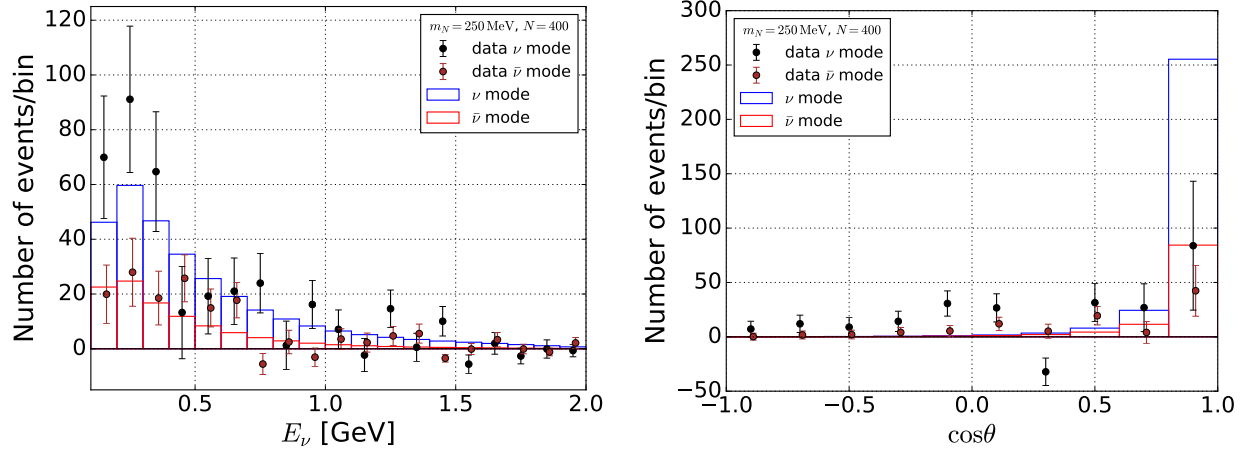 m_N = 250 MeV, N = 400
data ν mode
data ν̄ mode
ν mode
ν̄ mode
Number of events/bin
120
100
80
60
40
20
0
0.5
1.0
1.5
2.0
E_ν [GeV]
m_N = 250 MeV, N = 400
data ν mode
data ν̄ mode
ν mode
ν̄ mode
Number of events/bin
300
250
200
150
100
50
0
−50
−1.0
−0.5
0.0
0.5
1.0
cosθ